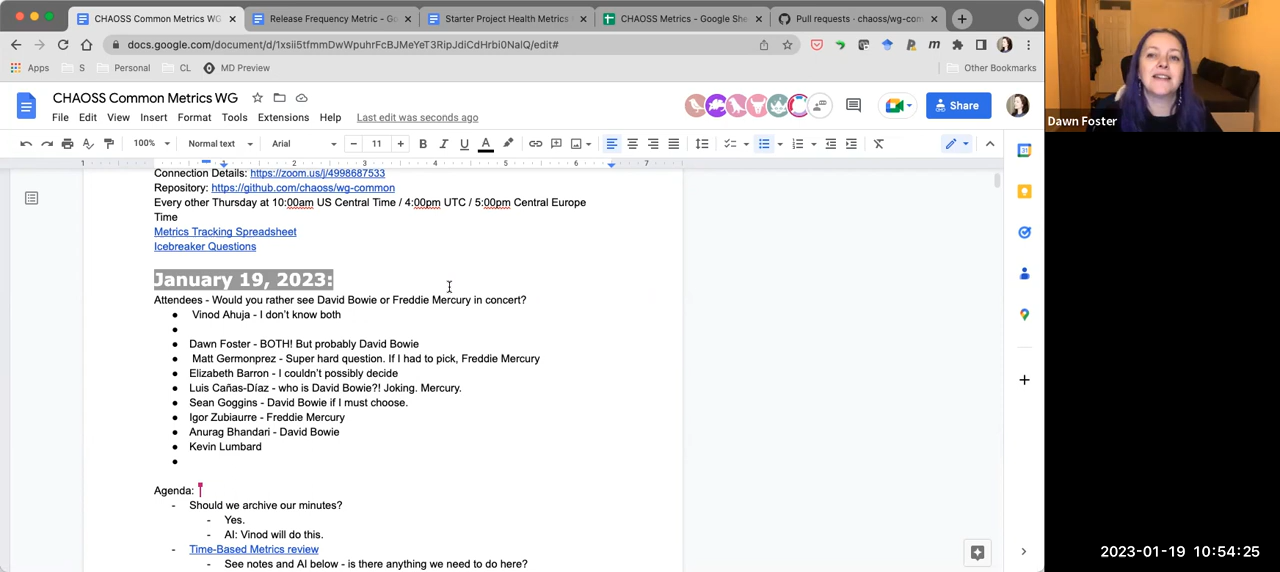 CHAOSS Common Metrics WG
Release Frequency Metric - Go
Starter Project Health Metrics
CHAOSS Metrics - Google She
Pull requests · chaoss/wg-com
docs.google.com/document/d/1xsii5tfmmDwWpuhrFcBJMeYeT3RipJdiCdHrbi0NalQ/edit#
Apps
S
Personal
CL
MD Preview
Other Bookmarks
CHAOSS Common Metrics WG
File Edit View Insert Format Tools Extensions Help
Last edit was seconds ago
Share
100%
Normal text
Arial
11
1 1 2 3 4 5 6 7
Connection Details: https://zoom.us/j/4998687533
Repository: https://github.com/chaoss/wg-common
Every other Thursday at 10:00am US Central Time / 4:00pm UTC / 5:00pm Central Europe
Time
Metrics Tracking Spreadsheet
Icebreaker Questions
January 19, 2023:
Attendees - Would you rather see David Bowie or Freddie Mercury in concert?
Vinod Ahuja - I don't know both
Dawn Foster - BOTH! But probably David Bowie
Matt Germonprez - Super hard question. If I had to pick, Freddie Mercury
Elizabeth Barron - I couldn't possibly decide
Luis Cañas-Díaz - who is David Bowie?! Joking. Mercury.
Sean Goggins - David Bowie if I must choose.
Igor Zubiaurre - Freddie Mercury
Anurag Bhandari - David Bowie
Kevin Lumbard
Agenda:
- Should we archive our minutes?
- Yes.
- AI: Vinod will do this.
- Time-Based Metrics review
- See notes and AI below - is there anything we need to do here?
Dawn Foster
2023-01-19 10:54:25